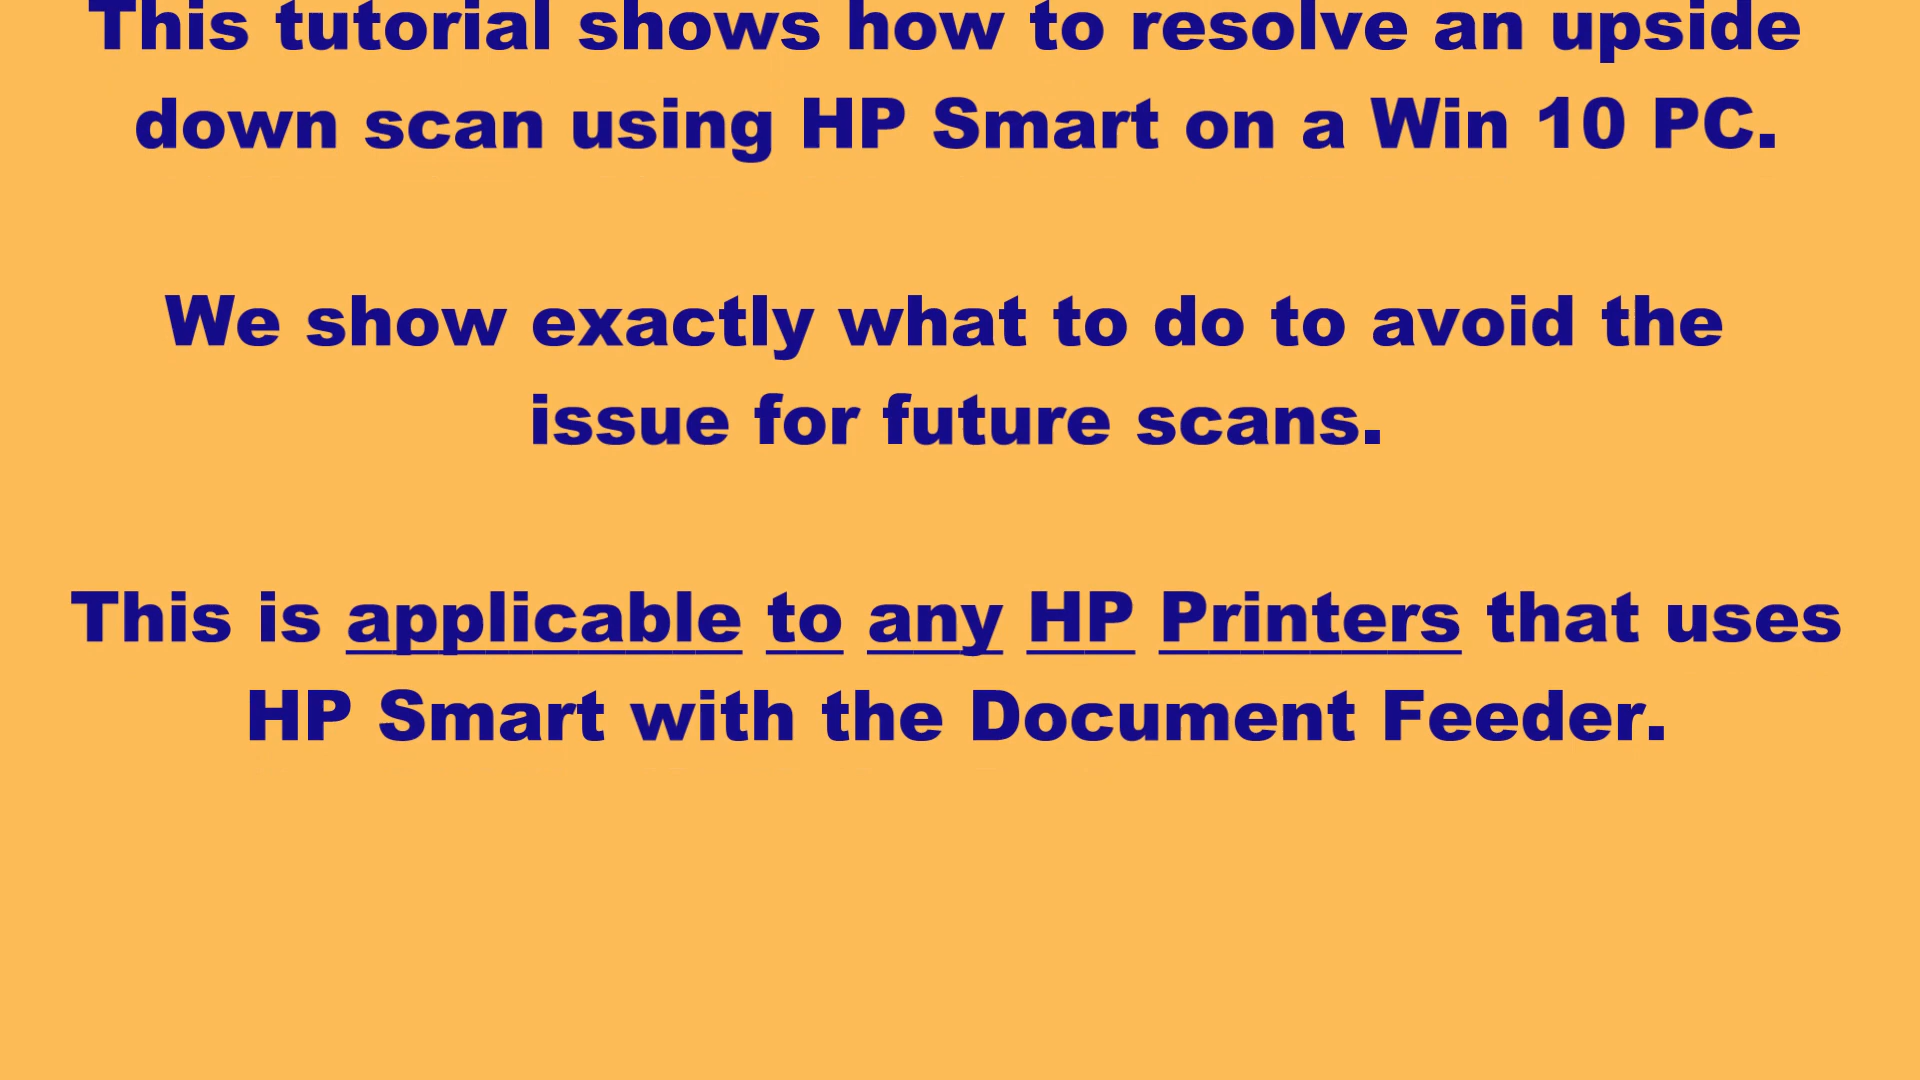 This tutorial shows how to resolve an upside
down scan using HP Smart on a Win 10 PC.
We show exactly what to do to avoid the
issue for future scans.
This is applicable to any HP Printers that uses
HP Smart with the Document Feeder.